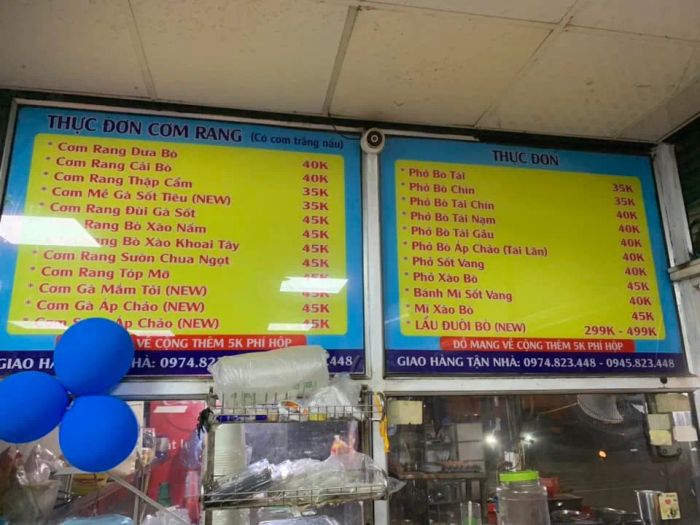 THỰC ĐƠN CƠM RANG (Có cơm trắng nấu)
* Cơm Rang Dưa Bò
* Cơm Rang Cải Bò 40K
* Cơm Rang Thập Cẩm 40K
* Cơm Mề Gà Sốt Tiêu (NEW) 35K
* Cơm Rang Đùi Gà Sốt 35K
Rang Bò Xào Nấm 45K
Rang Bò Xào Khoai Tây 45K
* Cơm Rang Sườn Chua Ngọt 45K
* Cơm Rang Tóp Mỡ 45K
* Cơm Gà Mắm Tỏi (NEW)
* Cơm Gà Áp Chảo (NEW) 45K
* Cơm Áp Chảo (NEW) 45K
VỀ CỘNG THÊM 5K PHÍ HỘP
GIAO HÀ NHÀ: 0974.823 448
THỰC ĐƠN
* Phở Bò Tái
* Phở Bò Chín 35K
* Phở Bò Tái Chín 35K
* Phở Bò Tái Nạm 40K
* Phở Bò Tái Gầu 40K
* Phở Bò Áp Chảo (Tái Lăn) 40K
* Phở Sốt Vang 40K
* Phở Xào Bò 45K
* Bánh Mì Sốt Vang 40K
* Mì Xào Bò 45K
* LẨU ĐUÔI BÒ (NEW) 299K - 499K
ĐỒ MANG VỀ CỘNG THÊM 5K PHÍ HỘP
GIAO HÀNG TẬN NHÀ: 0974.823.448 - 0945.823.448